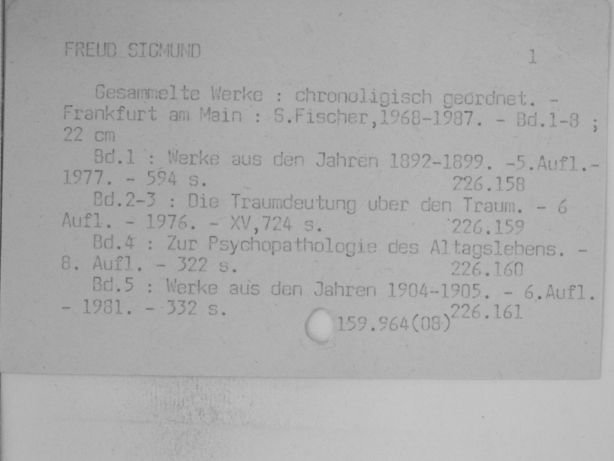 FREUD SIGMUND 1
Gesammelte Werke : chronoligisch geordnet. -
Frankfurt am Main : S.Fischer,1968-1987. - Bd.1-8 ;
22 cm
Bd.1 : Werke aus den Jahren 1892-1899. -5.Aufl.-
1977. - 594 s. 226.158
Bd.2-3 : Die Traumdeutung uber den Traum. - 6
Aufl. - 1976. - XV,724 s. 226.159
Bd.4 : Zur Psychopathologie des Altagslebens. -
8. Aufl. - 322 s. 226.160
Bd.5 : Werke aus den Jahren 1904-1905. - 6.Aufl.
- 1981. - 332 s. 226.161
159.964(08)